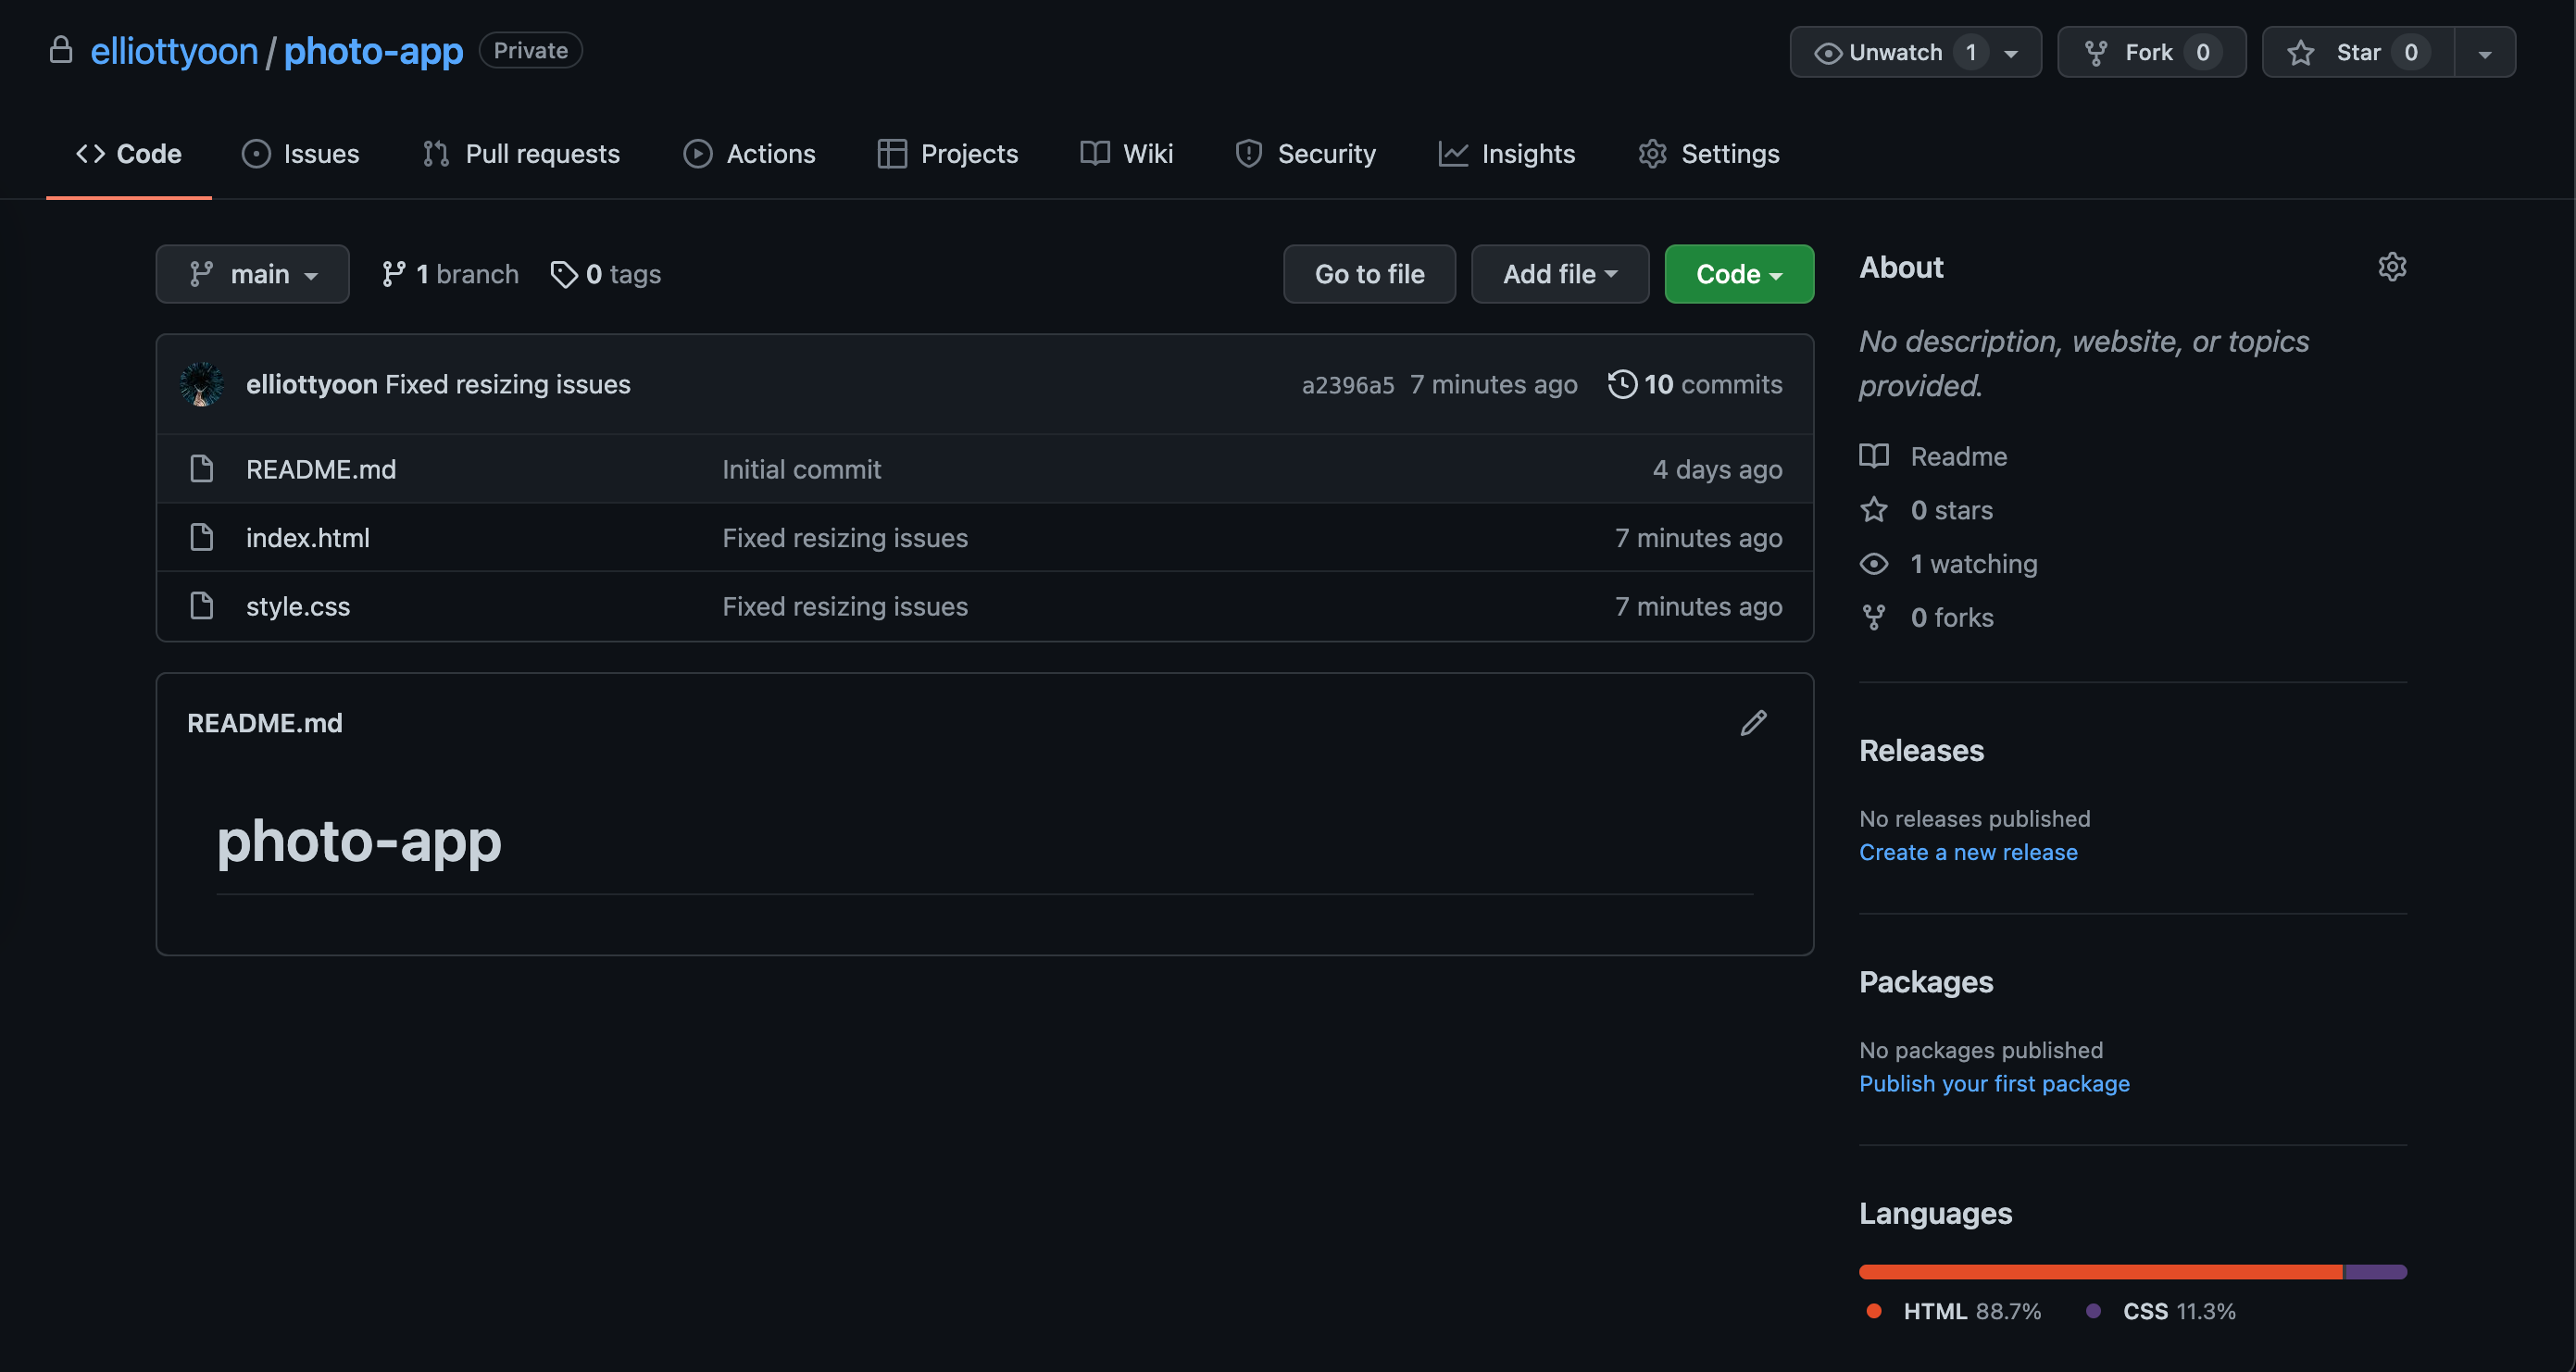 elliottyoon / photo-app Private Unwatch 1 Fork 0 Star 0
Code Issues Pull requests Actions Projects Wiki Security Insights Settings
main 1 branch 0 tags Go to file Add file Code
elliottyoon Fixed resizing issues a2396a5 7 minutes ago 10 commits
README.md Initial commit 4 days ago
index.html Fixed resizing issues 7 minutes ago
style.css Fixed resizing issues 7 minutes ago
README.md
photo-app
About
No description, website, or topics
provided.
Readme
0 stars
1 watching
0 forks
Releases
No releases published
Create a new release
Packages
No packages published
Publish your first package
Languages
HTML 88.7% CSS 11.3%